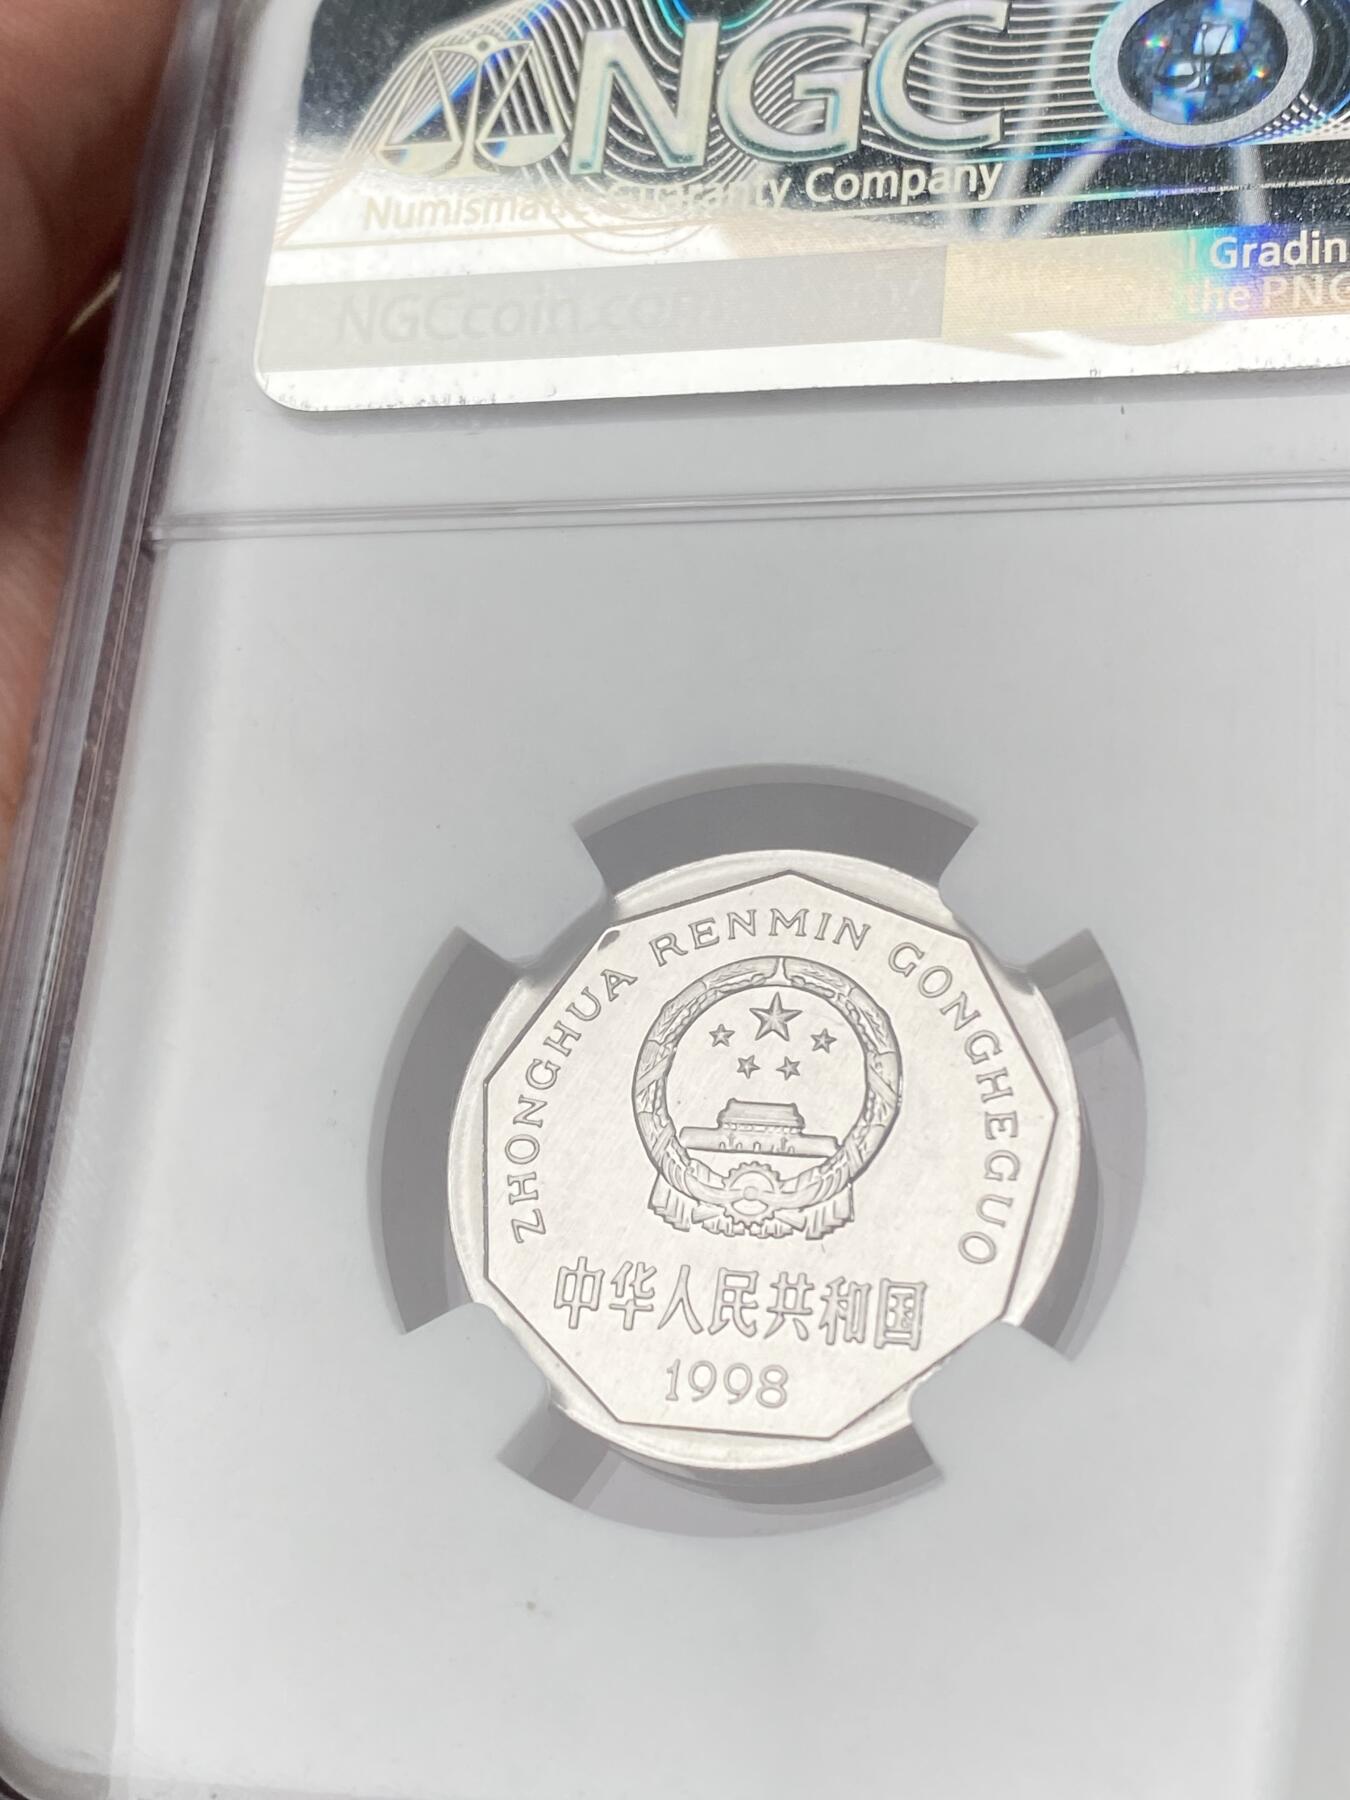 NGC
Numismatic Guaranty Company
Gradin
NGCcoin.com
the PNG
ZHONGHUA RENMIN GONGHEGUO
中华人民共和国
1998